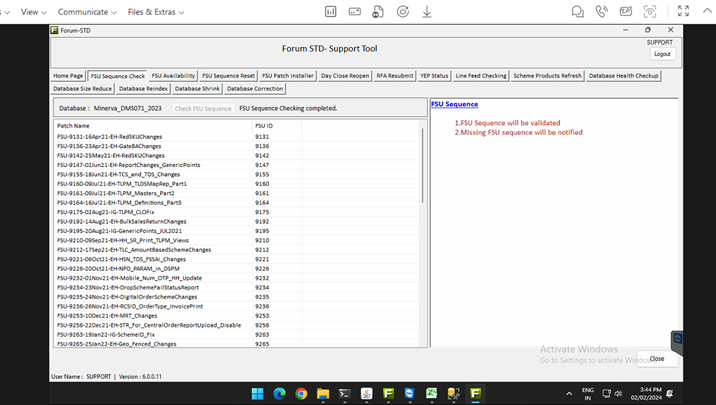 View
Communicate
Files & Extras
Forum-STD
Forum STD- Support Tool
SUPPORT
Logout
Home Page
FSU Sequence Check
FSU Availability
FSU Sequence Reset
FSU Patch Installer
Day Close Reopen
RFA Resubmit
YEP Status
Line Feed Checking
Scheme Products Refresh
Database Health Checkup
Database Size Reduce
Database Reindex
Database Shrink
Database Correction
Database : Minerva_DMS071_2023
Check FSU Sequence
FSU Sequence Checking completed.
Patch Name FSU ID
FSU-9131-16Apr21-EH-RedSKUChanges 9131
FSU-9136-23Apr21-EH-GateBAChanges 9136
FSU-9142-25May21-EH-RedSKUChanges 9142
FSU-9147-02Jun21-EH-ReportChanges_GenericPoints 9147
FSU-9155-18Jun21-EH-TCS_and_TDS_Changes 9155
FSU-9160-09Jul21-EH-TLPM_TLDSMapRep_Part1 9160
FSU-9161-09Jul21-EH-TLPM_Masters_Part2 9161
FSU-9164-16Jul21-EH-TLPM_Definitions_Part3 9164
FSU-9175-02Aug21-IG-TLPM_CLOFix 9175
FSU-9192-14Aug21-EH-BulkSalesReturnChanges 9192
FSU-9195-20Aug21-IG-GenericPoints_JUL2021 9195
FSU-9210-09Sep21-EH-HH_SR_Print_TLPM_Views 9210
FSU-9212-17Sep21-EH-TLC_AmountBasedSchemeChanges 9212
FSU-9221-06Oct21-EH-HSN_TDS_FSSAI_Changes 9221
FSU-9226-20Oct21-EH-NPD_PARAM_in_DSPM 9226
FSU-9232-01Nov21-EH-Mobile_Num_OTP_HH_Update 9232
FSU-9234-23Nov21-EH-DropSchemeFailStatusReport 9234
FSU-9235-24Nov21-EH-DigitalOrderSchemeChanges 9235
FSU-9236-26Nov21-EH-RCSID_OrderType_InvoicePrint 9236
FSU-9253-10Dec21-EH-MRT_Changes 9253
FSU-9256-22Dec21-EH-STR_For_CentralOrderReportUpload_Disable 9256
FSU-9263-19Jan22-IG-SchemeID_Fix 9263
FSU-9265-25Jan22-EH-Geo_Fenced_Changes 9265
FSU Sequence
1.FSU Sequence will be validated
2.Missing FSU sequence will be notified
Activate Windows
Go to Settings to activate Windows.
Close
User Name : SUPPORT | Version : 6.0.0.11
ENG
IN
3:44 PM
02/02/2024